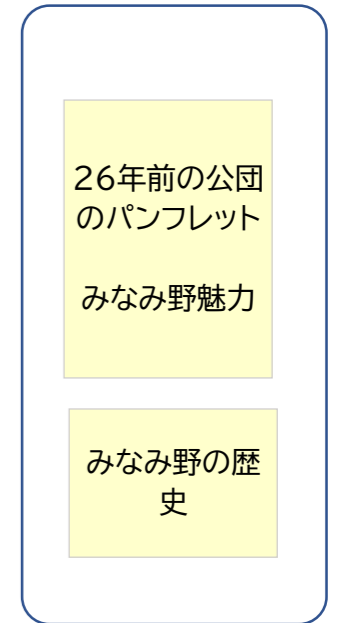 26年前の公団
のパンフレット
みなみ野魅力
みなみ野の歴
史